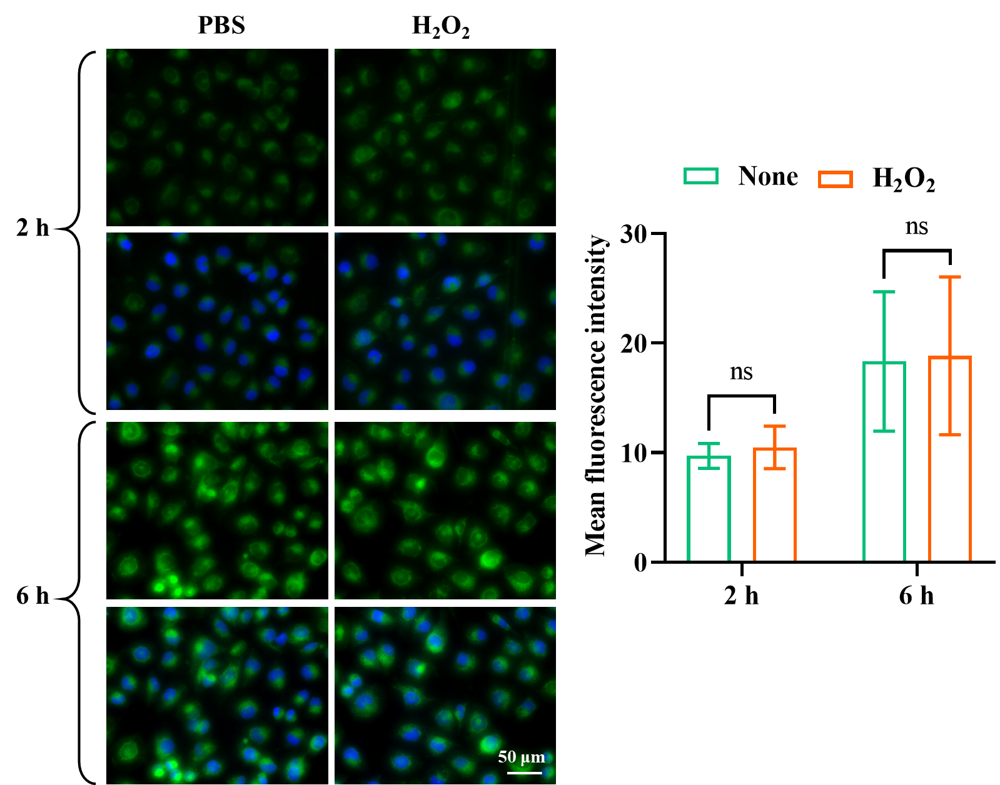 PBS
H₂O₂
2 h
6 h
50 µm
None
H₂O₂
Mean fluorescence intensity
30
20
10
0
ns
ns
2 h
6 h